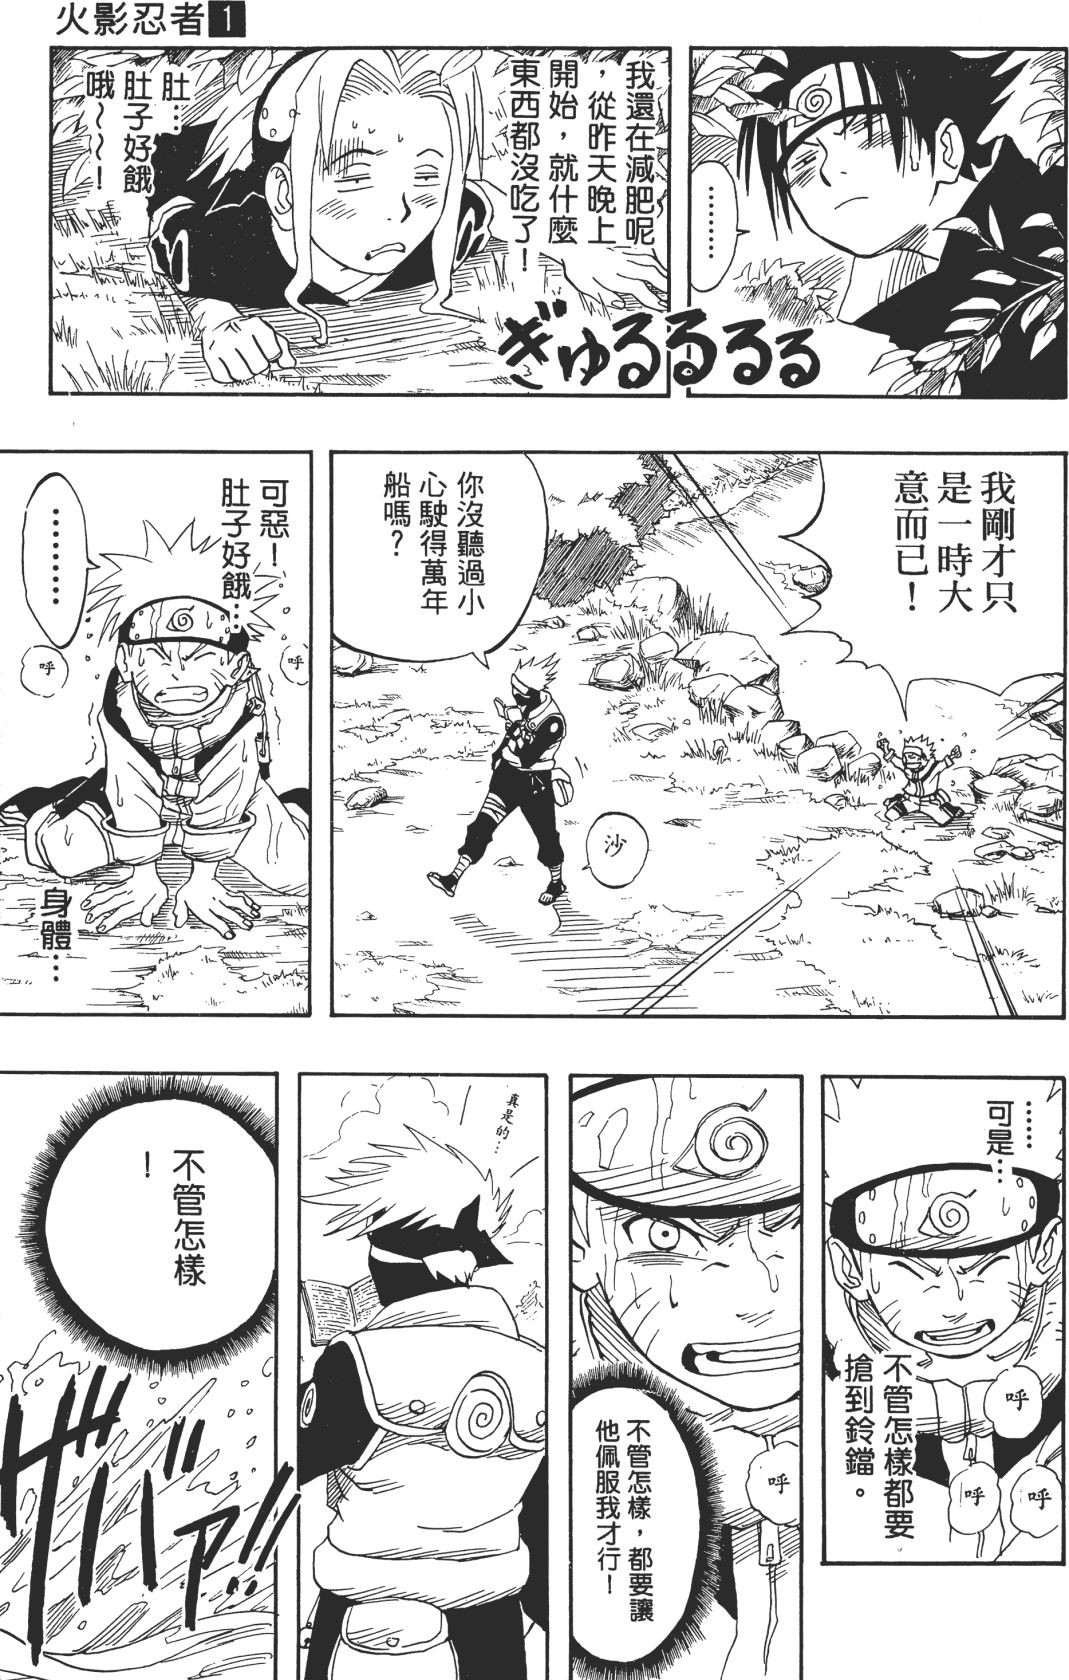 火影忍者1
………
我還在減肥呢
，從昨天晚上
開始，就什麼
東西都沒吃了！
肚…
肚子好餓
哦～～！
ぎゅるるるる
我剛才只
是一時大
意而已！
你沒聽過小
心駛得萬年
船嗎？
沙
可惡！
肚子好餓…
………
呼
呼
身體…
……
可是…
不管怎樣都要
搶到鈴鐺。
呼
呼
呼
不管怎樣，都要讓
他佩服我才行！
呼
真是的…
不管怎樣
！
ザバァ!!